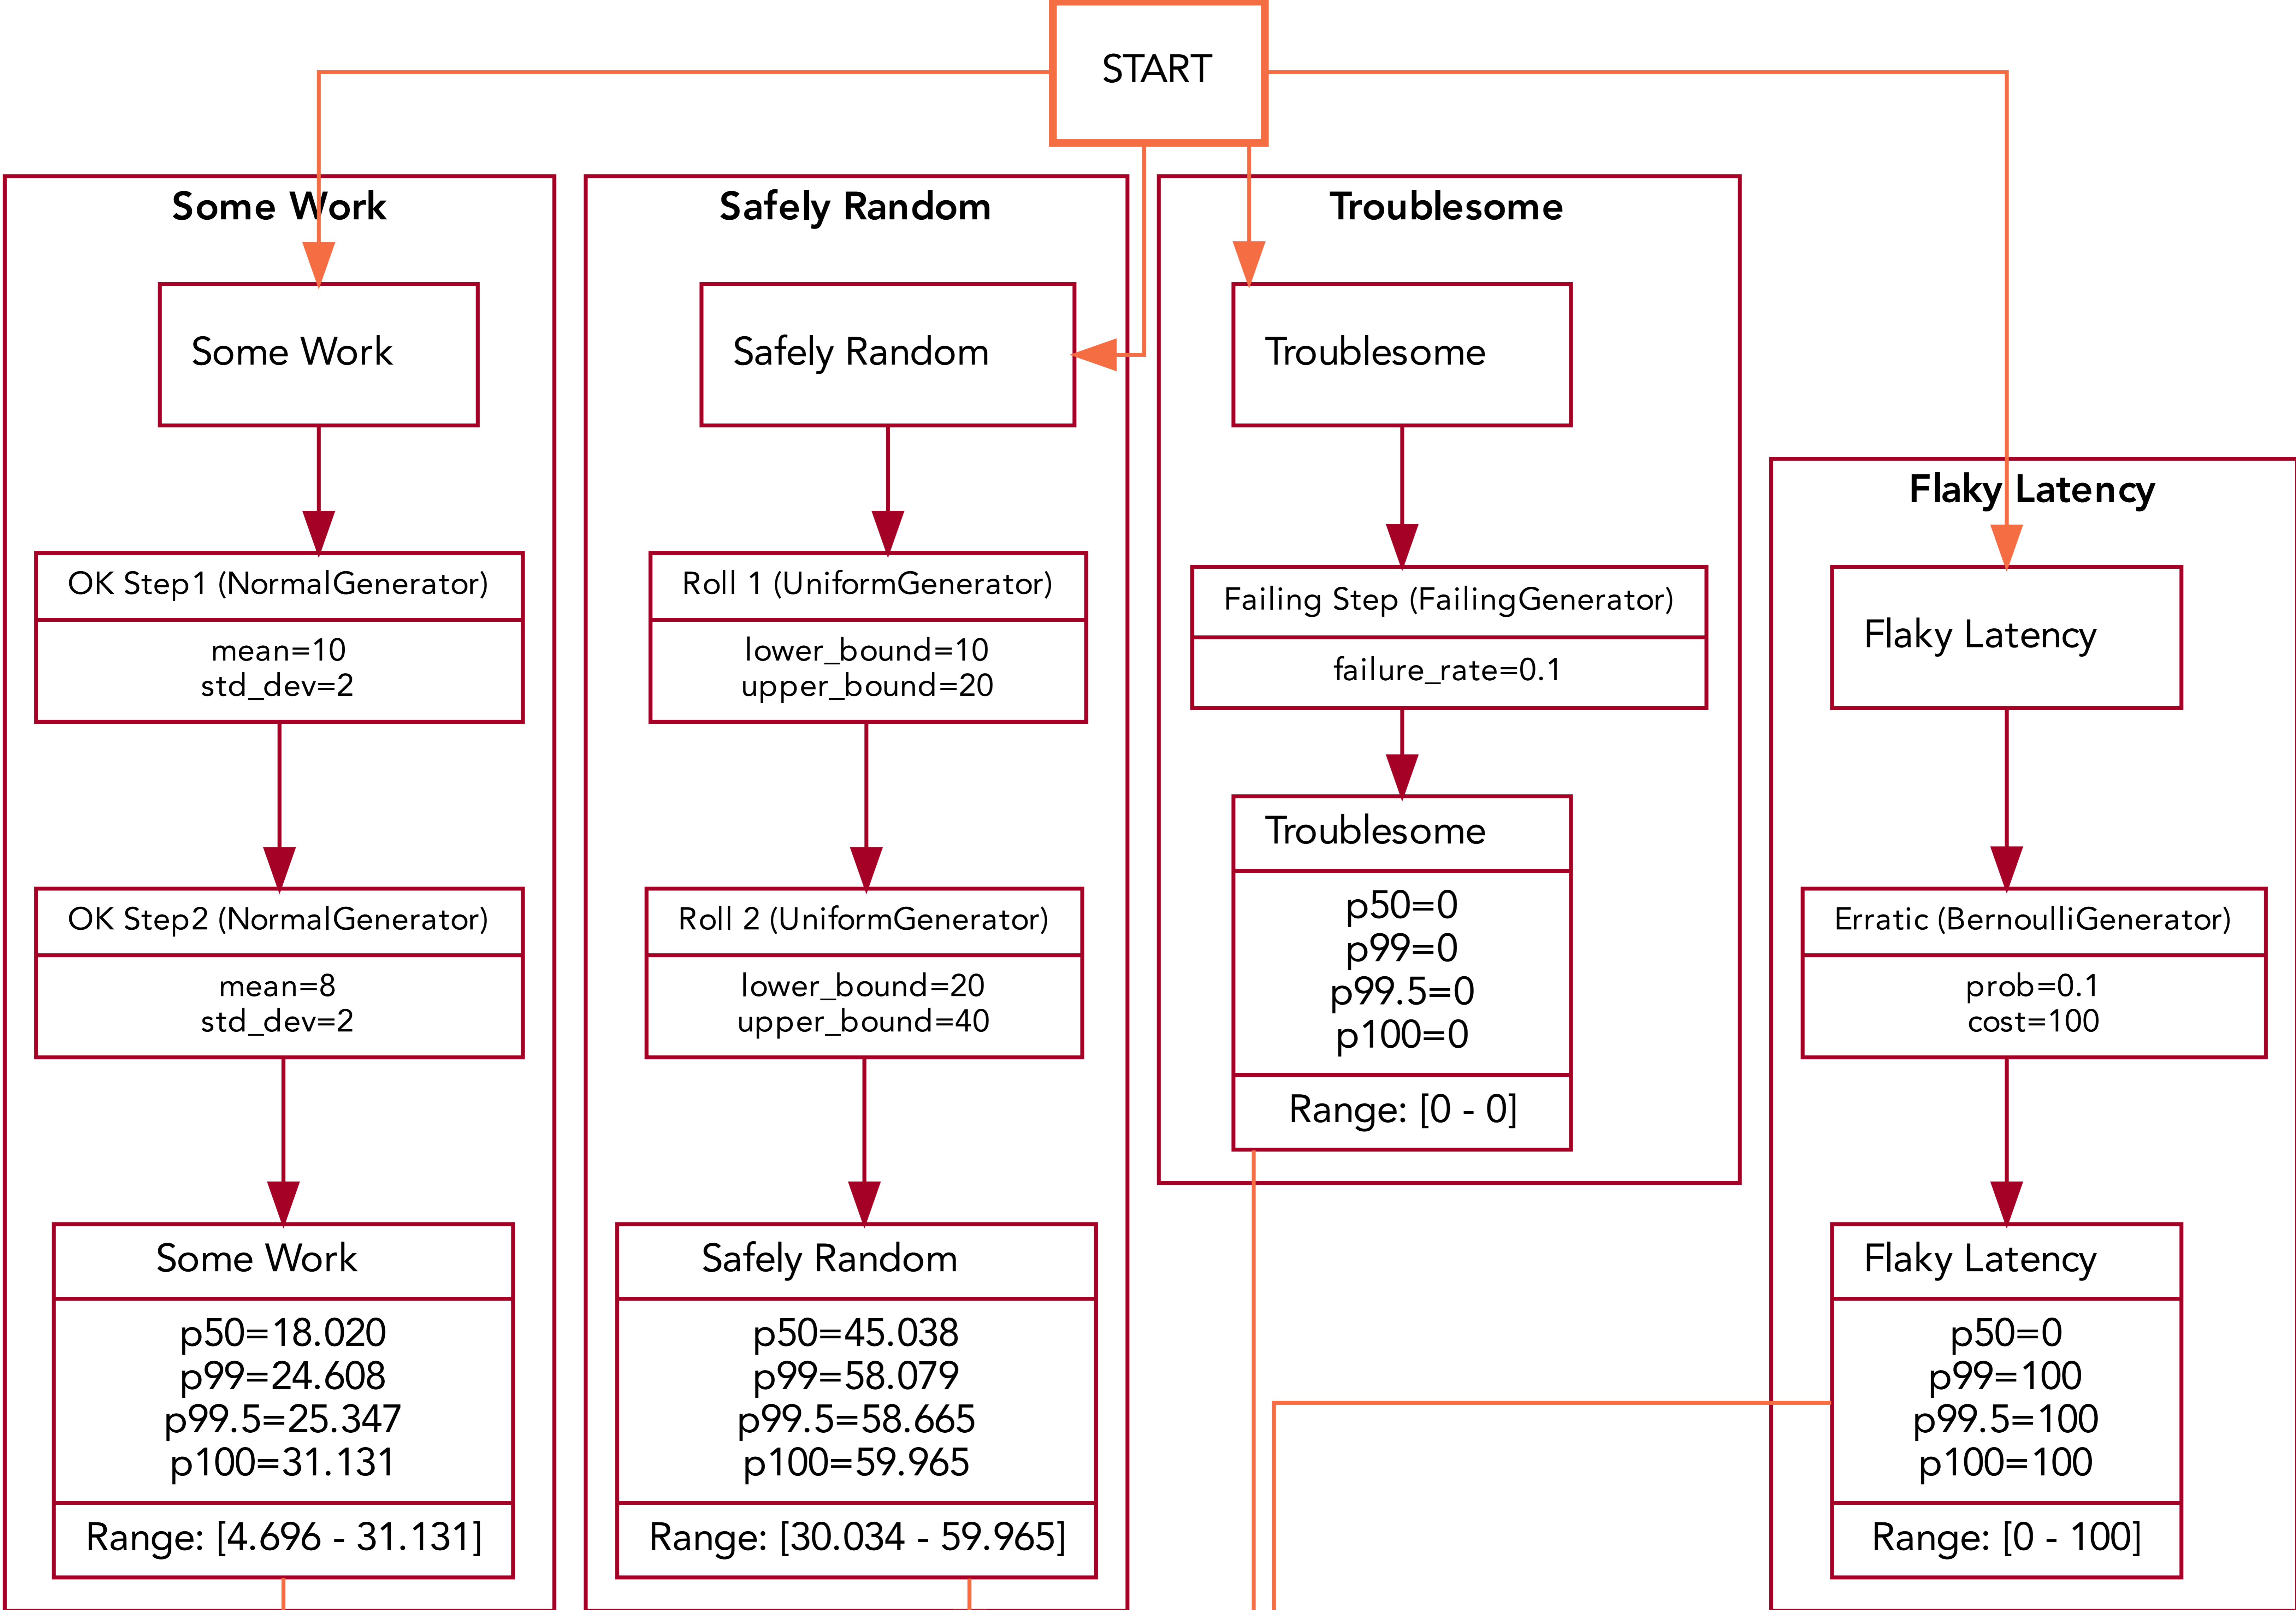 START
Some Work
Some Work
OK Step1 (NormalGenerator)
mean=10
std_dev=2
OK Step2 (NormalGenerator)
mean=8
std_dev=2
Some Work
p50=18.020
p99=24.608
p99.5=25.347
p100=31.131
Range: [4.696 - 31.131]
Safely Random
Safely Random
Roll 1 (UniformGenerator)
lower_bound=10
upper_bound=20
Roll 2 (UniformGenerator)
lower_bound=20
upper_bound=40
Safely Random
p50=45.038
p99=58.079
p99.5=58.665
p100=59.965
Range: [30.034 - 59.965]
Troublesome
Troublesome
Failing Step (FailingGenerator)
failure_rate=0.1
Troublesome
p50=0
p99=0
p99.5=0
p100=0
Range: [0 - 0]
Flaky Latency
Flaky Latency
Erratic (BernoulliGenerator)
prob=0.1
cost=100
Flaky Latency
p50=0
p99=100
p99.5=100
p100=100
Range: [0 - 100]